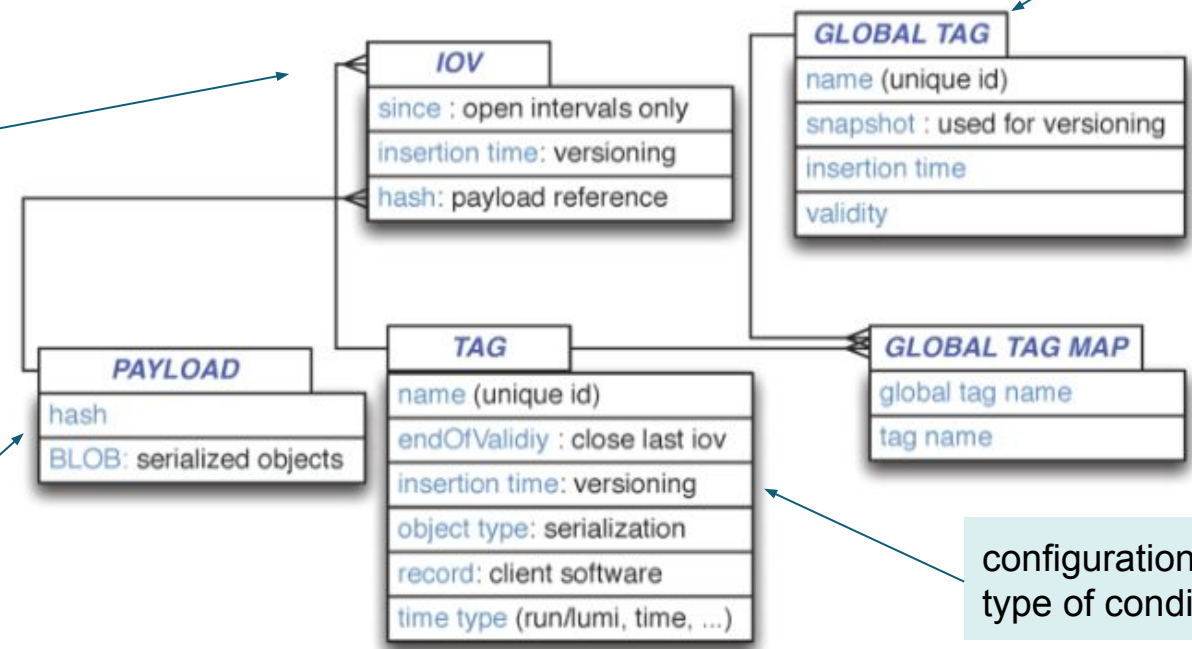 IOV
since : open intervals only
insertion time: versioning
hash: payload reference
GLOBAL TAG
name (unique id)
snapshot : used for versioning
insertion time
validity
PAYLOAD
hash
BLOB: serialized objects
TAG
name (unique id)
endOfValidiy : close last iov
insertion time: versioning
object type: serialization
record: client software
time type (run/lumi, time, ...)
GLOBAL TAG MAP
global tag name
tag name
configuration
type of condi